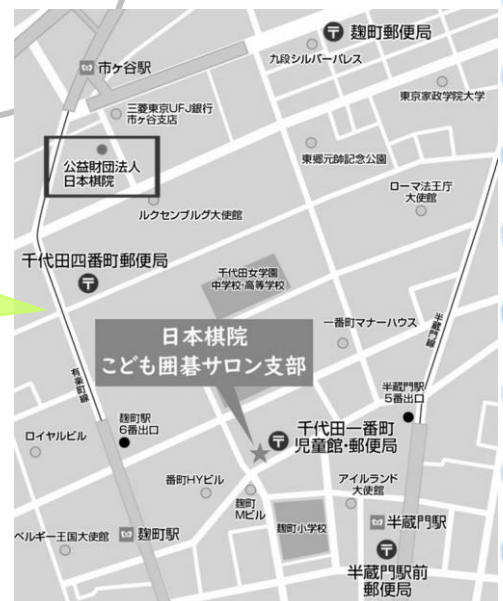 麹町郵便局
市ヶ谷駅
九段シルバーパレス
東京家政学院大学
三菱東京UFJ銀行
市ヶ谷支店
公益財団法人
日本棋院
東郷元帥記念公園
ローマ法王庁
大使館
ルクセンブルグ大使館
千代田四番町郵便局
千代田女学園
中学校・高等学校
日本棋院
こども囲碁サロン支部
一番町マナーハウス
半蔵門線
有楽町線
半蔵門駅
5番出口
麹町駅
6番出口
ロイヤルビル
千代田一番町
児童館・郵便局
番町HYビル
麹町
Mビル
アイルランド
大使館
麹町小学校
ベルギー王国大使館
麹町駅
半蔵門駅
半蔵門駅前
郵便局